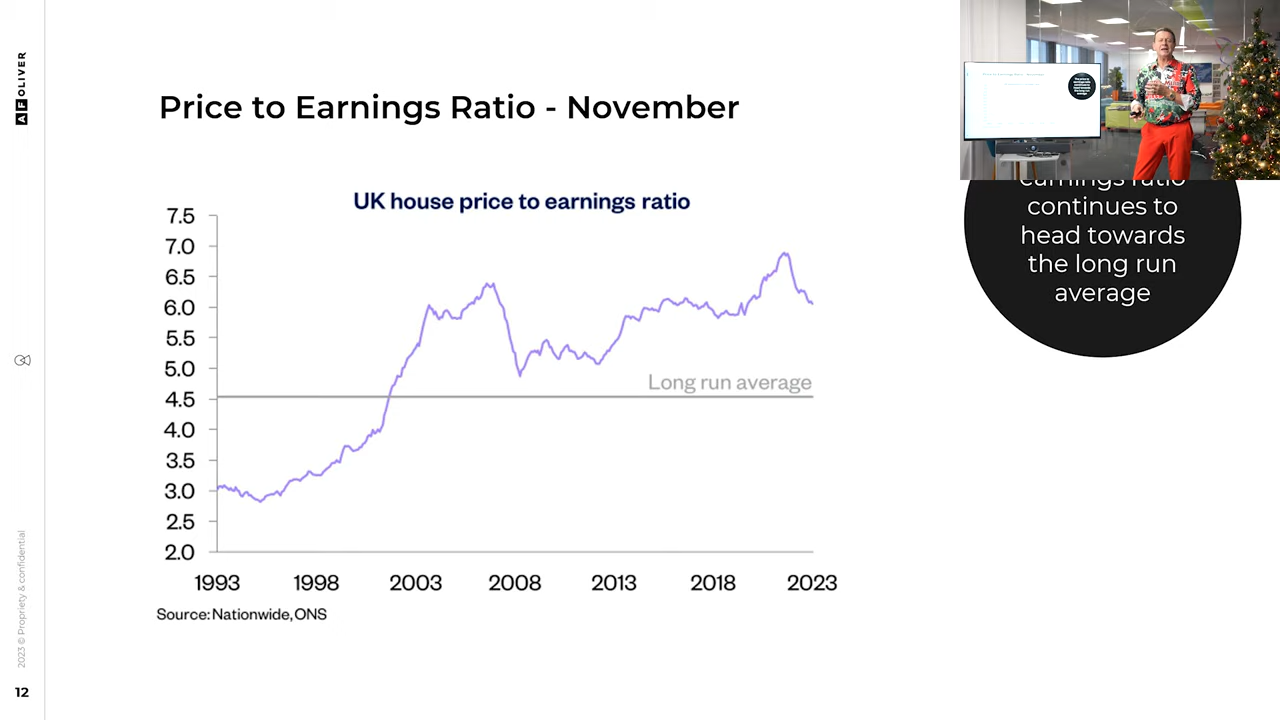 AF OLIVER
Price to Earnings Ratio - November
UK house price to earnings ratio
7.5
7.0
6.5
6.0
5.5
5.0
4.5
4.0
3.5
3.0
2.5
2.0
Long run average
1993 1998 2003 2008 2013 2018 2023
Source: Nationwide, ONS
earnings ratio
continues to
head towards
the long run
average
2023 © Propriety & confidential
12